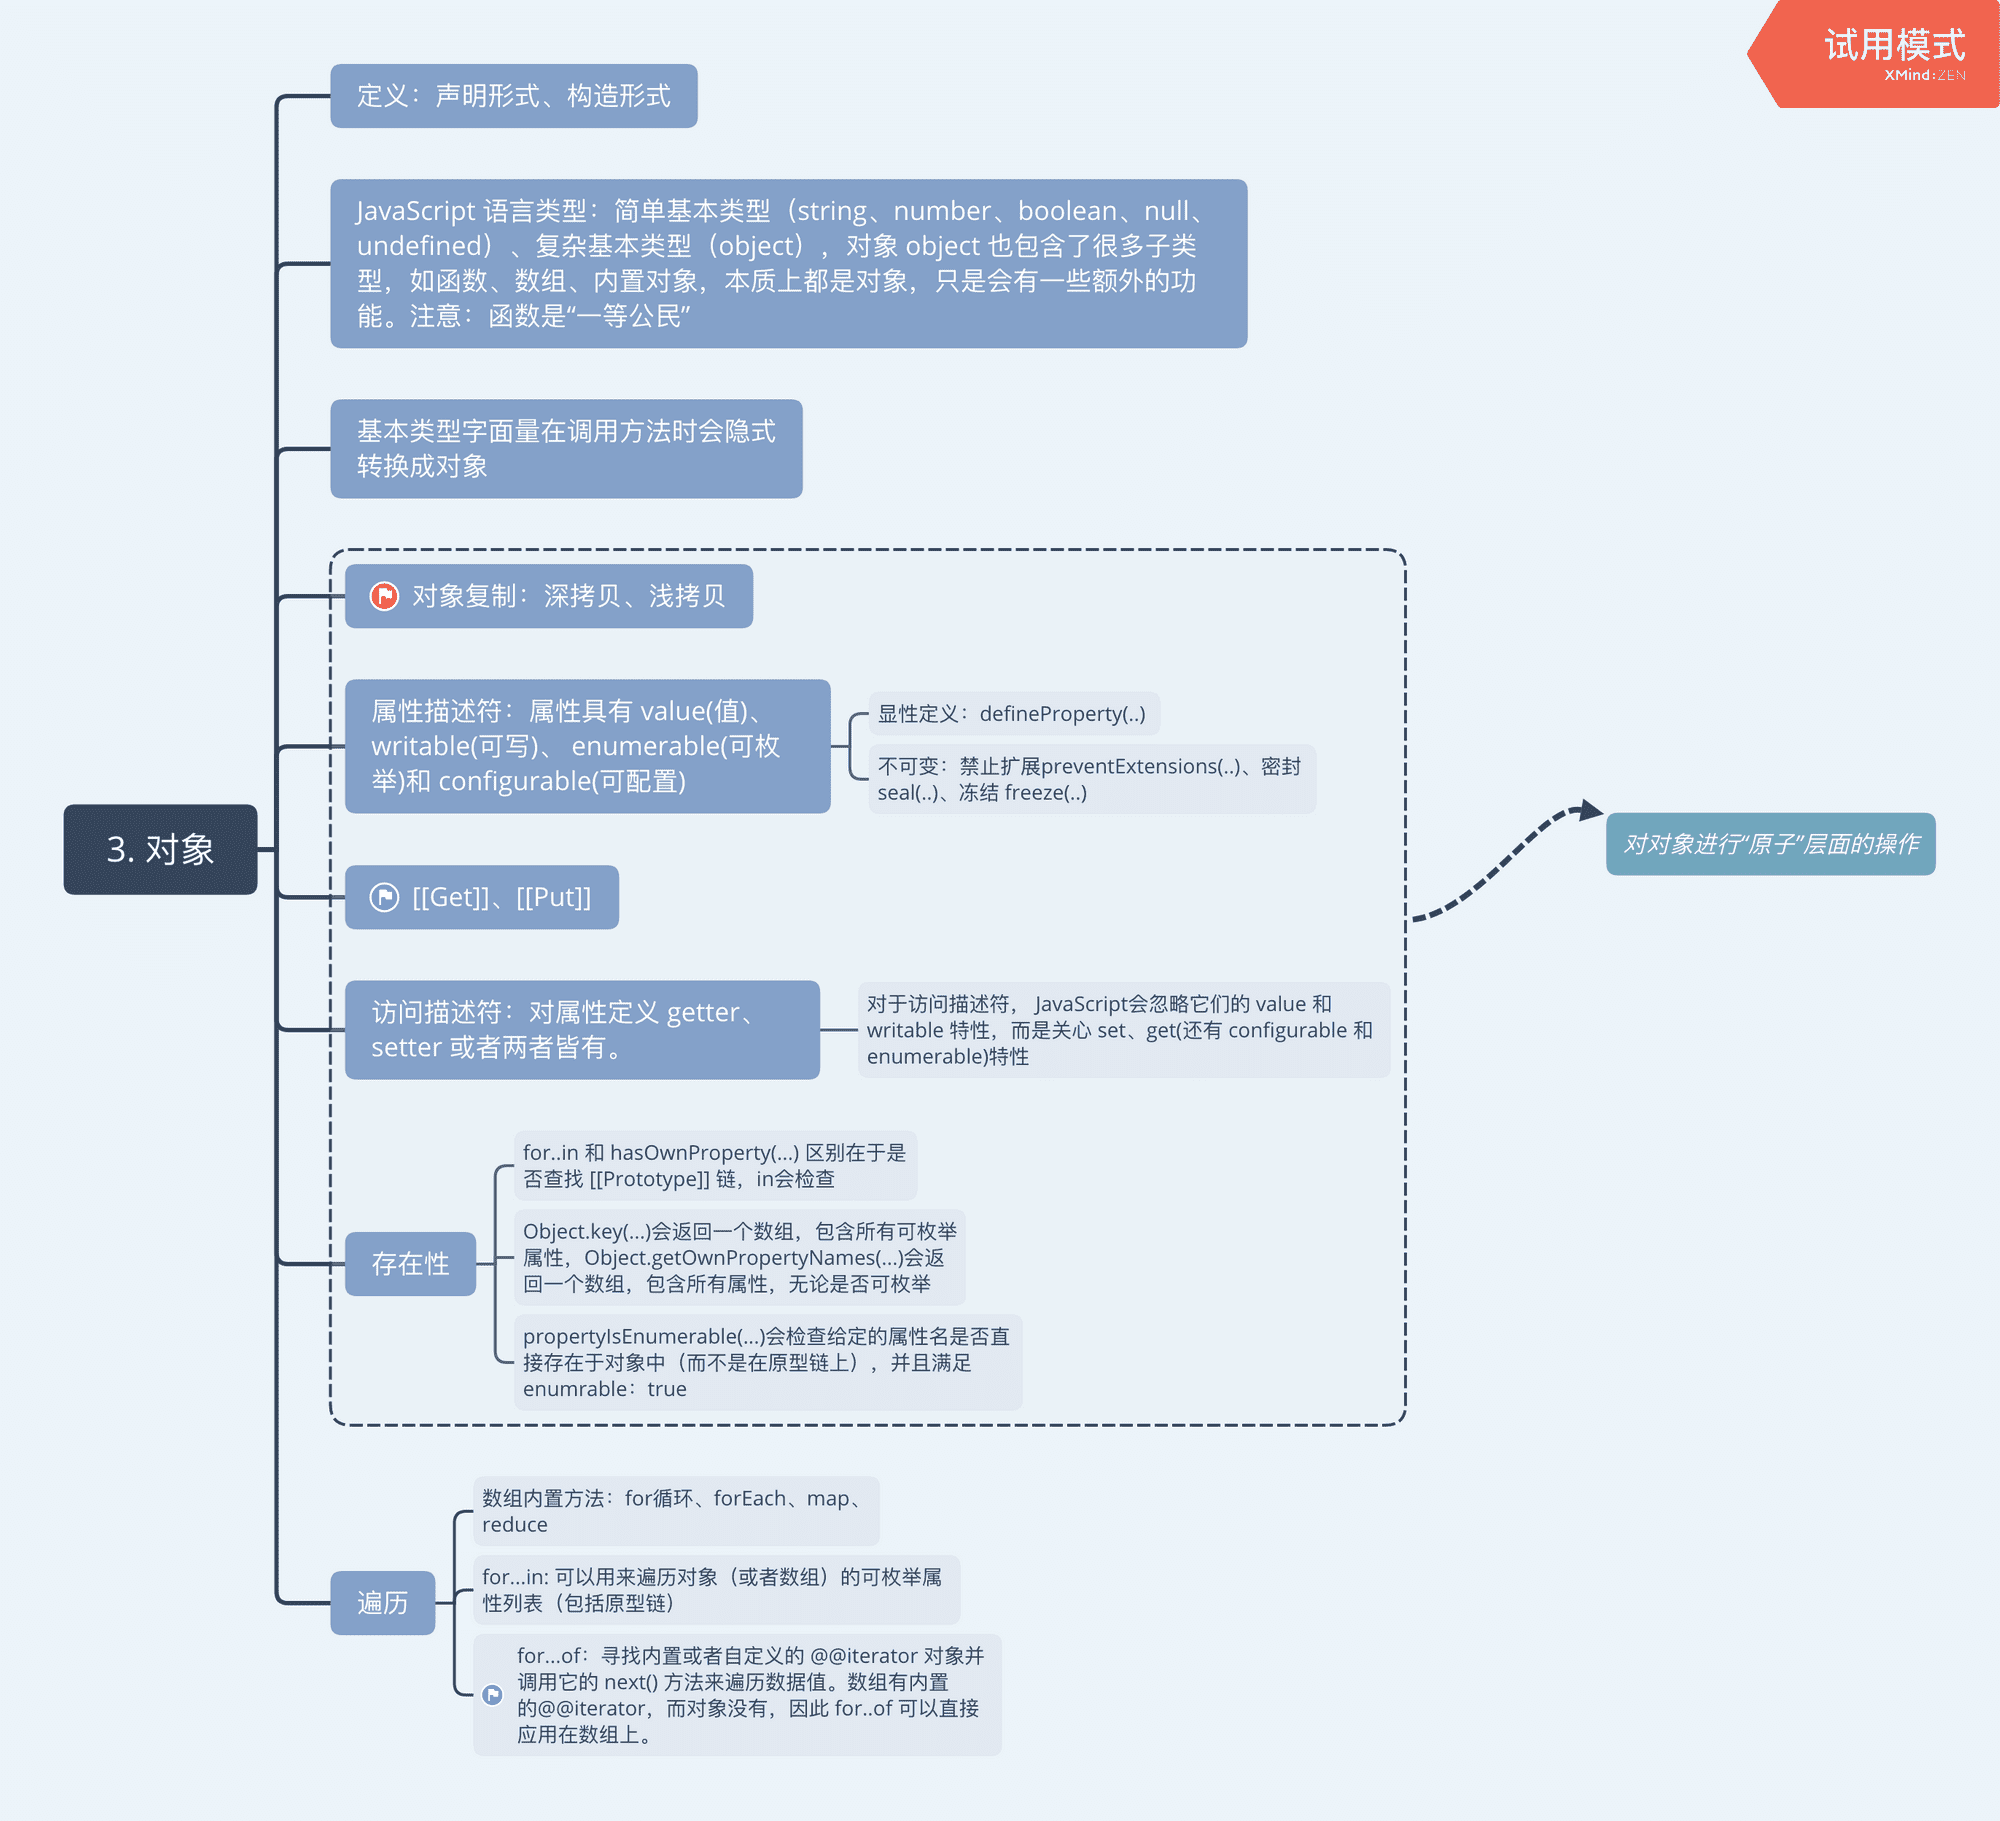 试用模式
XMind:ZEN
定义：声明形式、构造形式
JavaScript 语言类型：简单基本类型（string、number、boolean、null、
undefined）、复杂基本类型（object），对象 object 也包含了很多子类
型，如函数、数组、内置对象，本质上都是对象，只是会有一些额外的功
能。注意：函数是“一等公民”
基本类型字面量在调用方法时会隐式
转换成对象
对象复制：深拷贝、浅拷贝
属性描述符：属性具有 value(值)、
writable(可写)、 enumerable(可枚
举)和 configurable(可配置)
显性定义：defineProperty(..)
不可变：禁止扩展preventExtensions(..)、密封
seal(..)、冻结 freeze(..)
3. 对象
对对象进行“原子”层面的操作
[[Get]]、[[Put]]
访问描述符：对属性定义 getter、
setter 或者两者皆有。
对于访问描述符， JavaScript会忽略它们的 value 和
writable 特性，而是关心 set、get(还有 configurable 和
enumerable)特性
存在性
for..in 和 hasOwnProperty(...) 区别在于是
否查找 [[Prototype]] 链，in会检查
Object.key(...)会返回一个数组，包含所有可枚举
属性，Object.getOwnPropertyNames(...)会返
回一个数组，包含所有属性，无论是否可枚举
propertyIsEnumerable(...)会检查给定的属性名是否直
接存在于对象中（而不是在原型链上），并且满足
enumrable：true
遍历
数组内置方法：for循环、forEach、map、
reduce
for...in: 可以用来遍历对象（或者数组）的可枚举属
性列表（包括原型链）
for...of：寻找内置或者自定义的 @@iterator 对象并
调用它的 next() 方法来遍历数据值。数组有内置
的@@iterator，而对象没有，因此 for..of 可以直接
应用在数组上。